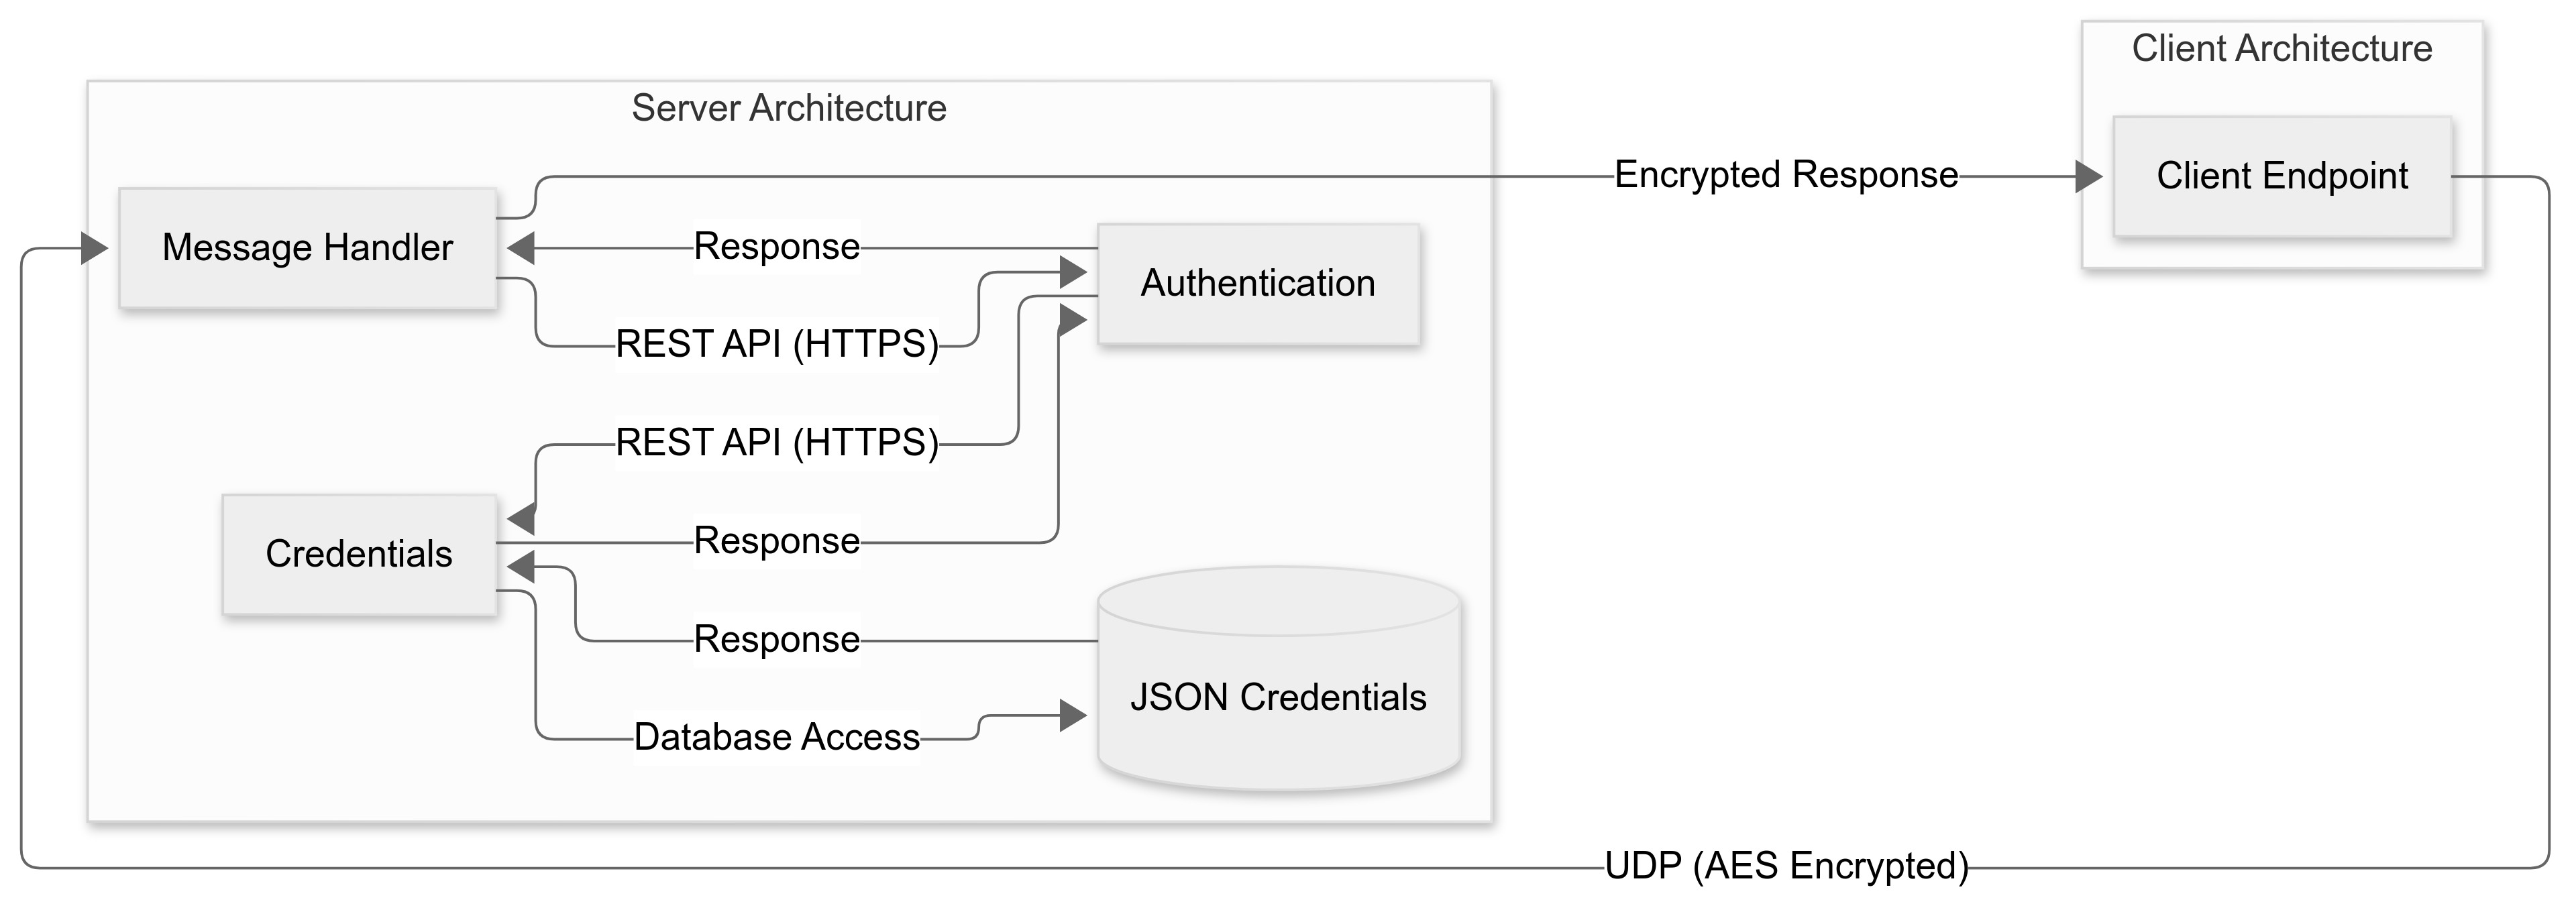 Client Architecture
Server Architecture
Encrypted Response
Client Endpoint
Message Handler
Response
Authentication
REST API (HTTPS)
REST API (HTTPS)
Credentials
Response
Response
JSON Credentials
Database Access
UDP (AES Encrypted)